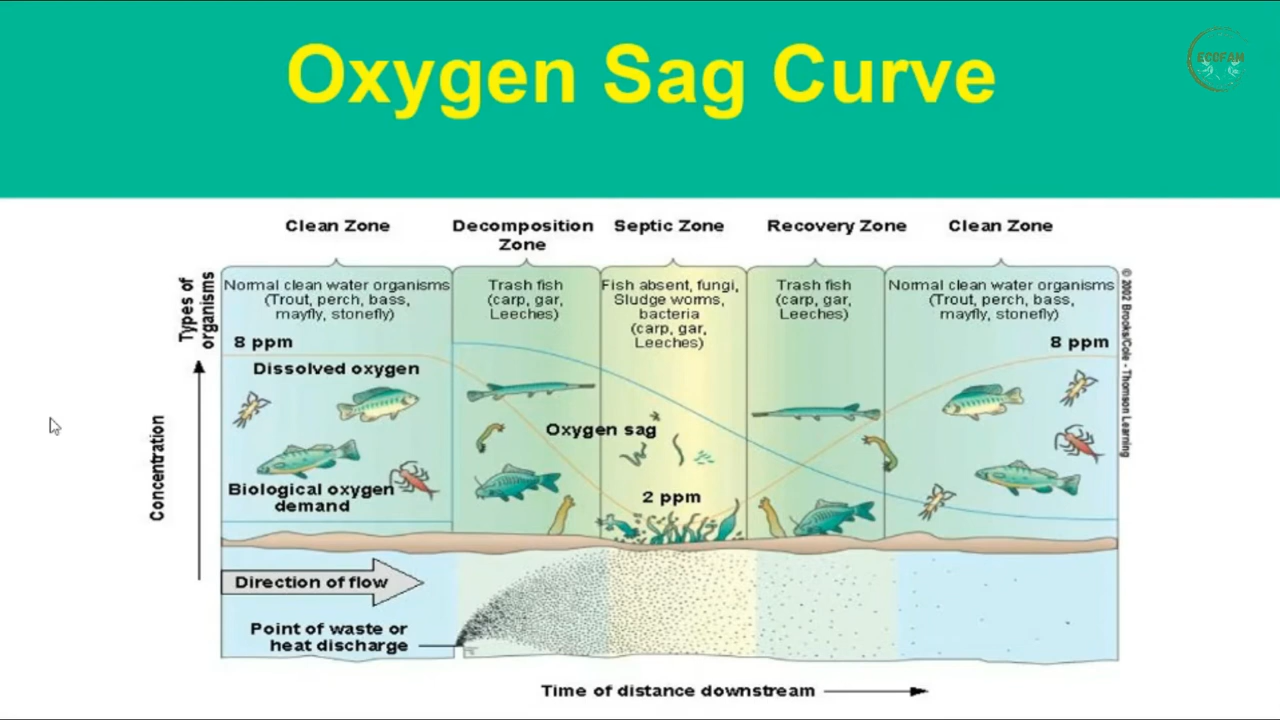 Oxygen Sag Curve
ECOFAM
Clean Zone
Decomposition
Zone
Septic Zone
Recovery Zone
Clean Zone
Types of
organisms
Normal clean water organisms
(Trout, perch, bass,
mayfly, stonefly)
Trash fish
(carp, gar,
Leeches)
Fish absent, fungi,
Sludge worms,
bacteria
(carp, gar,
Leeches)
Trash fish
(carp, gar,
Leeches)
Normal clean water organisms
(Trout, perch, bass,
mayfly, stonefly)
8 ppm
8 ppm
Dissolved oxygen
Oxygen sag
Concentration
Biological oxygen
demand
2 ppm
© 2002 Brooks/Cole - Thomson Learning
Direction of flow
Point of waste or
heat discharge
Time of distance downstream